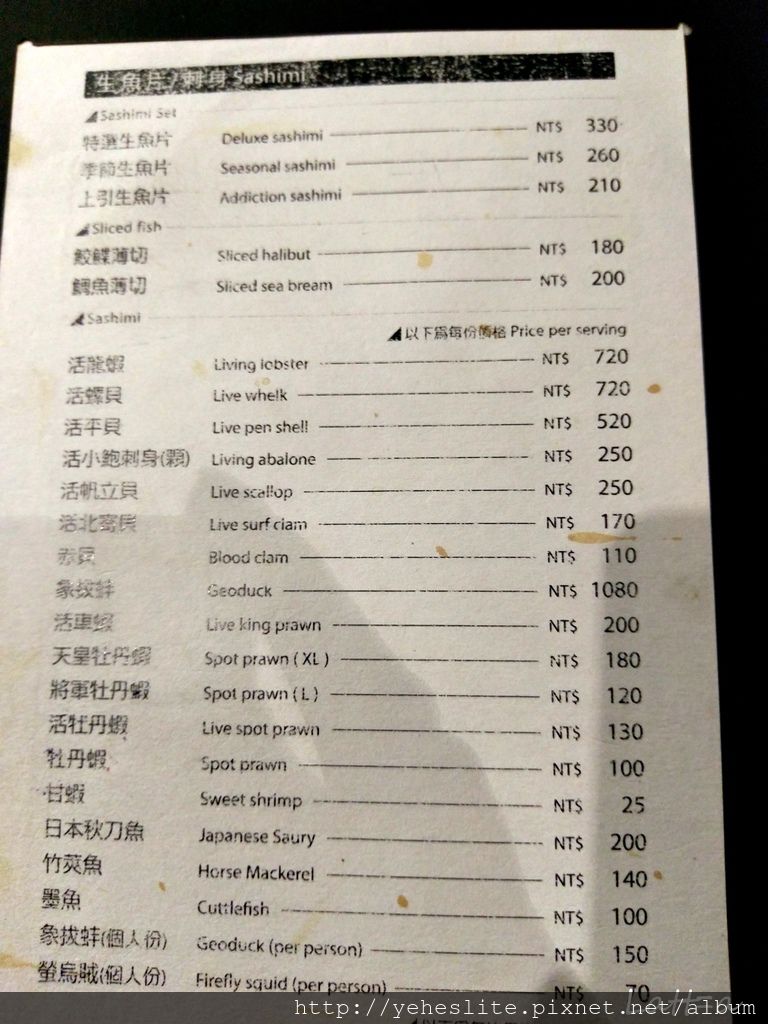 生魚片/刺身 Sashimi
Sashimi Set
特選生魚片 Deluxe sashimi NT$ 330
季節生魚片 Seasonal sashimi NT$ 260
上引生魚片 Addiction sashimi NT$ 210
Sliced fish
鮫鰈薄切 Sliced halibut NT$ 180
鯛魚薄切 Sliced sea bream NT$ 200
Sashimi
以下為每份價格 Price per serving
活龍蝦 Living lobster NT$ 720
活螺貝 Live whelk NT$ 720
活平貝 Live pen shell NT$ 520
活小鮑刺身(顆) Living abalone NT$ 250
活帆立貝 Live scallop NT$ 250
活北寄貝 Live surf clam NT$ 170
赤貝 Blood clam NT$ 110
象拔蚌 Geoduck NT$ 1080
活車蝦 Live king prawn NT$ 200
天皇牡丹蝦 Spot prawn ( XL ) NT$ 180
將軍牡丹蝦 Spot prawn ( L ) NT$ 120
活牡丹蝦 Live spot prawn NT$ 130
牡丹蝦 Spot prawn NT$ 100
甘蝦 Sweet shrimp NT$ 25
日本秋刀魚 Japanese Saury NT$ 200
竹莢魚 Horse Mackerel NT$ 140
墨魚 Cuttlefish NT$ 100
象拔蚌(個人份) Geoduck (per person) NT$ 150
螢烏賊(個人份) Firefly squid (per person) NT$ 70
http://yeheslite.pixnet.net/album